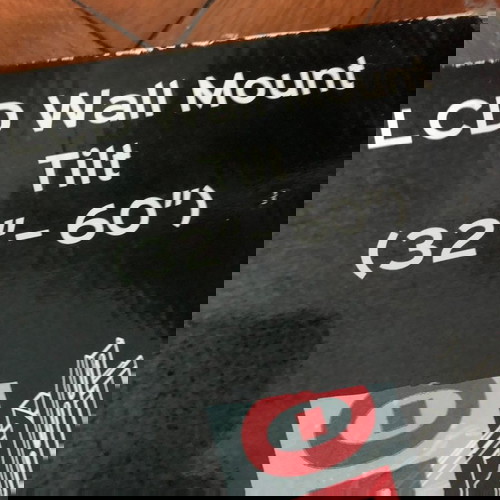 LCD Wall Mount
Tilt
(32"- 60")